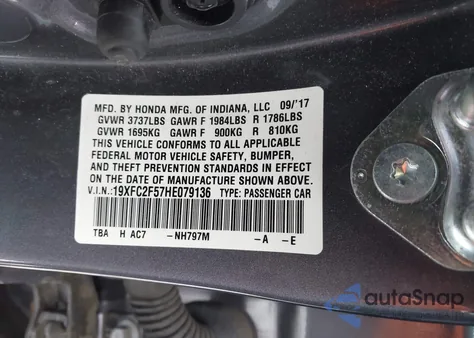 MFD. BY HONDA MFG. OF INDIANA, LLC 09/'17
GVWR 3737LBS GAWR F 1984LBS R 1786LBS
GVWR 1695KG GAWR F 900KG R 810KG
THIS VEHICLE CONFORMS TO ALL APPLICABLE
FEDERAL MOTOR VEHICLE SAFETY, BUMPER,
AND THEFT PREVENTION STANDARDS IN EFFECT
ON THE DATE OF MANUFACTURE SHOWN ABOVE.
V.I.N.:19XFC2F57HE079136 TYPE: PASSENGER CAR
TBA H AC7 -NH797M -A -E
autoSnap